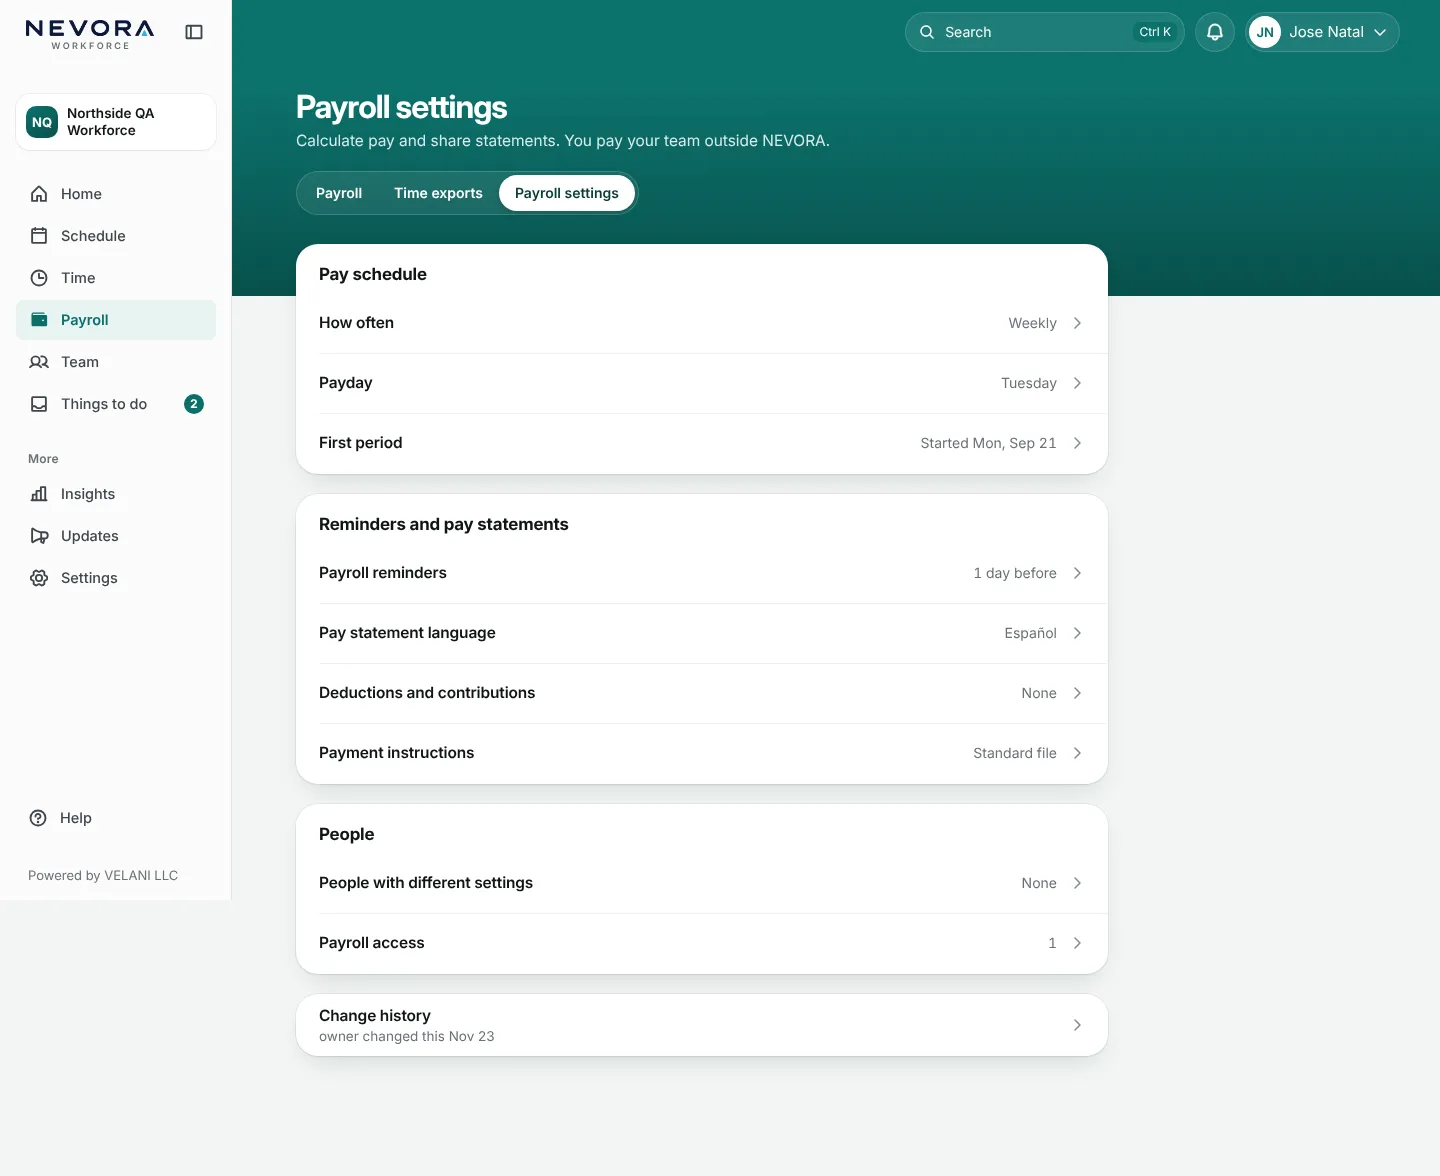 NEVORA
WORKFORCE
Search
Ctrl K
JN
Jose Natal
NQ
Northside QA
Workforce
Home
Schedule
Time
Payroll
Team
Things to do
2
More
Insights
Updates
Settings
Help
Powered by VELANI LLC
Payroll settings
Calculate pay and share statements. You pay your team outside NEVORA.
Payroll
Time exports
Payroll settings
Pay schedule
How often
Weekly
Payday
Tuesday
First period
Started Mon, Sep 21
Reminders and pay statements
Payroll reminders
1 day before
Pay statement language
Español
Deductions and contributions
None
Payment instructions
Standard file
People
People with different settings
None
Payroll access
1
Change history
owner changed this Nov 23